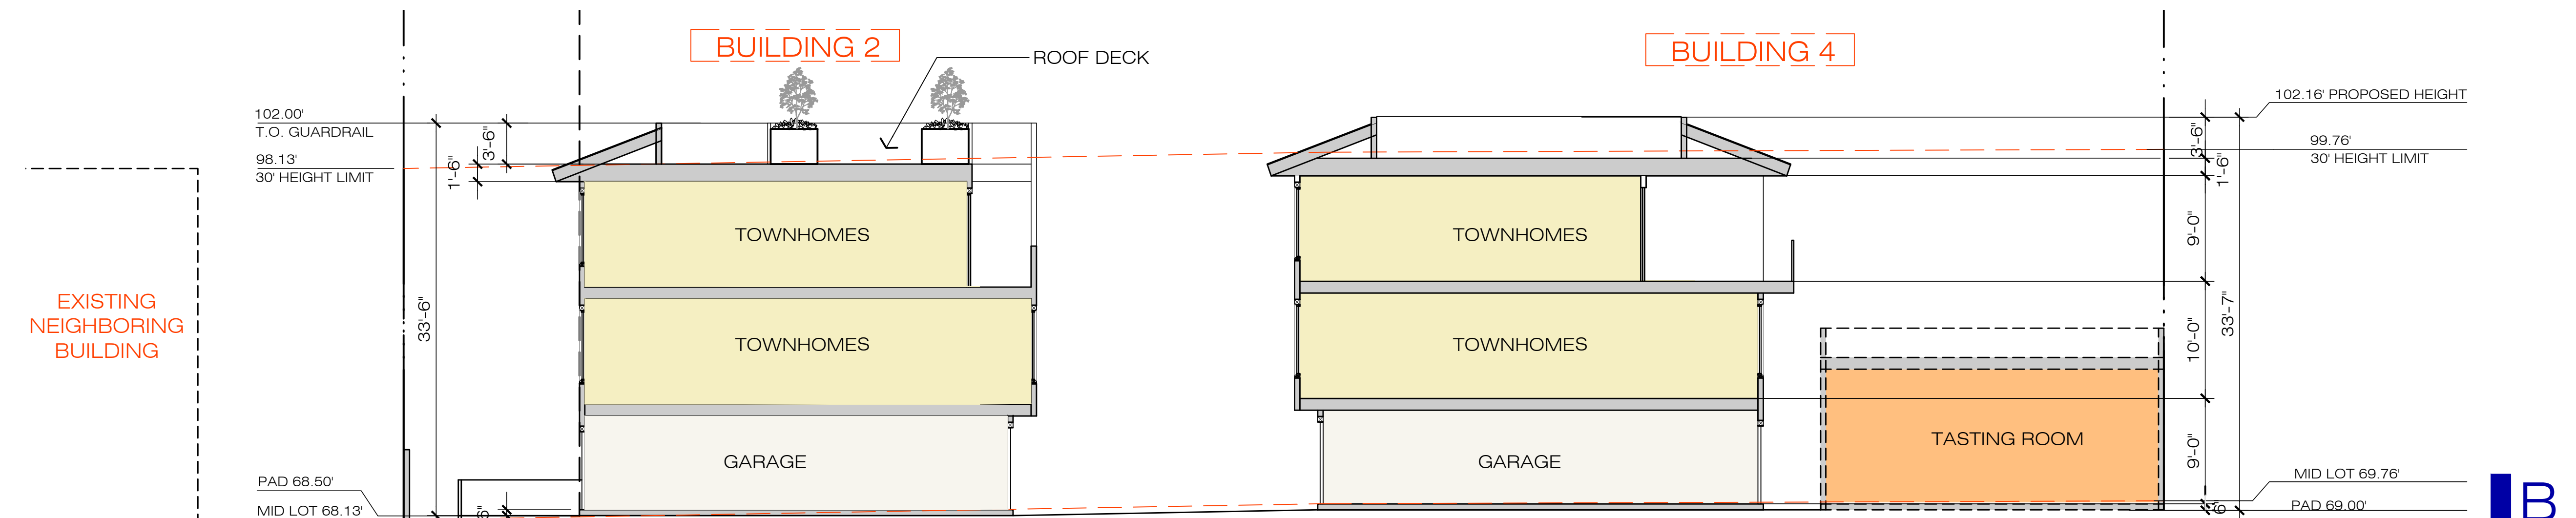 BUILDING 2
ROOF DECK
BUILDING 4
102.00'
T.O. GUARDRAIL
98.13'
30' HEIGHT LIMIT
3'-6"
1'-6"
33'-6"
102.16' PROPOSED HEIGHT
99.76'
30' HEIGHT LIMIT
3'-6"
1'-6"
9'-0"
10'-0"
33'-7"
9'-0"
EXISTING
NEIGHBORING
BUILDING
TOWNHOMES
TOWNHOMES
TOWNHOMES
TOWNHOMES
GARAGE
GARAGE
TASTING ROOM
PAD 68.50'
MID LOT 68.13'
MID LOT 69.76'
PAD 69.00'
6"
B